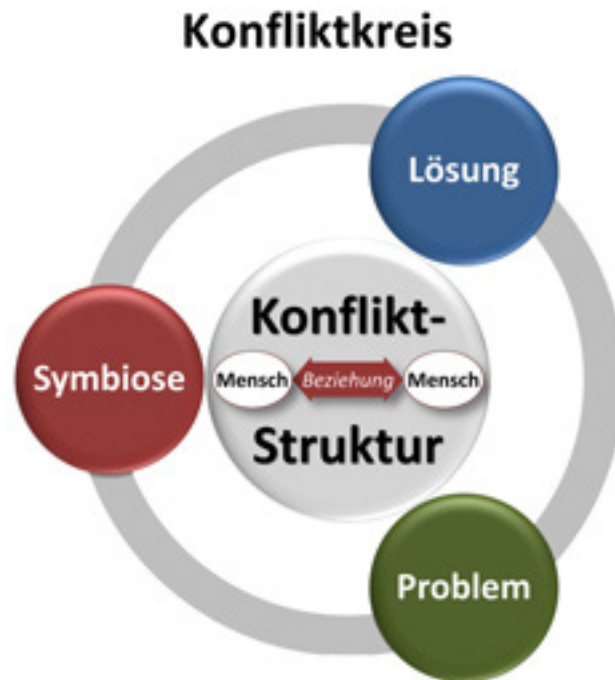 Konfliktkreis
Lösung
Konflikt-
Symbiose
Mensch Beziehung Mensch
Struktur
Problem